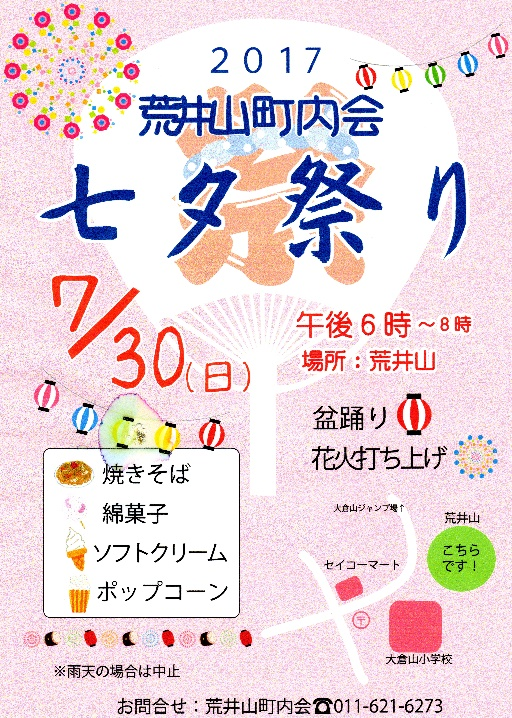 2017
荒井山町内会
七夕祭り
7/30(日)
午後6時～8時
場所：荒井山
盆踊り
花火打ち上げ
焼きそば
綿菓子
ソフトクリーム
ポップコーン
大倉山ジャンプ場↑
荒井山
こちら
です！
セイコーマート
〒
大倉山小学校
※雨天の場合は中止
お問合せ：荒井山町内会☎011-621-6273